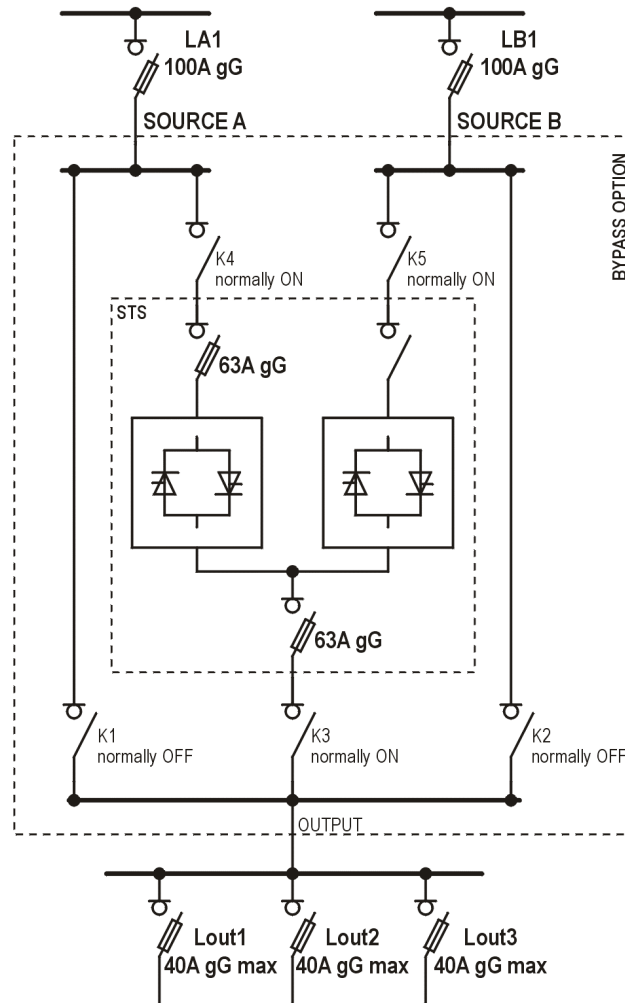 LA1
100A gG
LB1
100A gG
SOURCE A
SOURCE B
BYPASS OPTION
K4
normally ON
K5
normally ON
STS
63A gG
63A gG
K1
normally OFF
K3
normally ON
K2
normally OFF
OUTPUT
Lout1
40A gG max
Lout2
40A gG max
Lout3
40A gG max